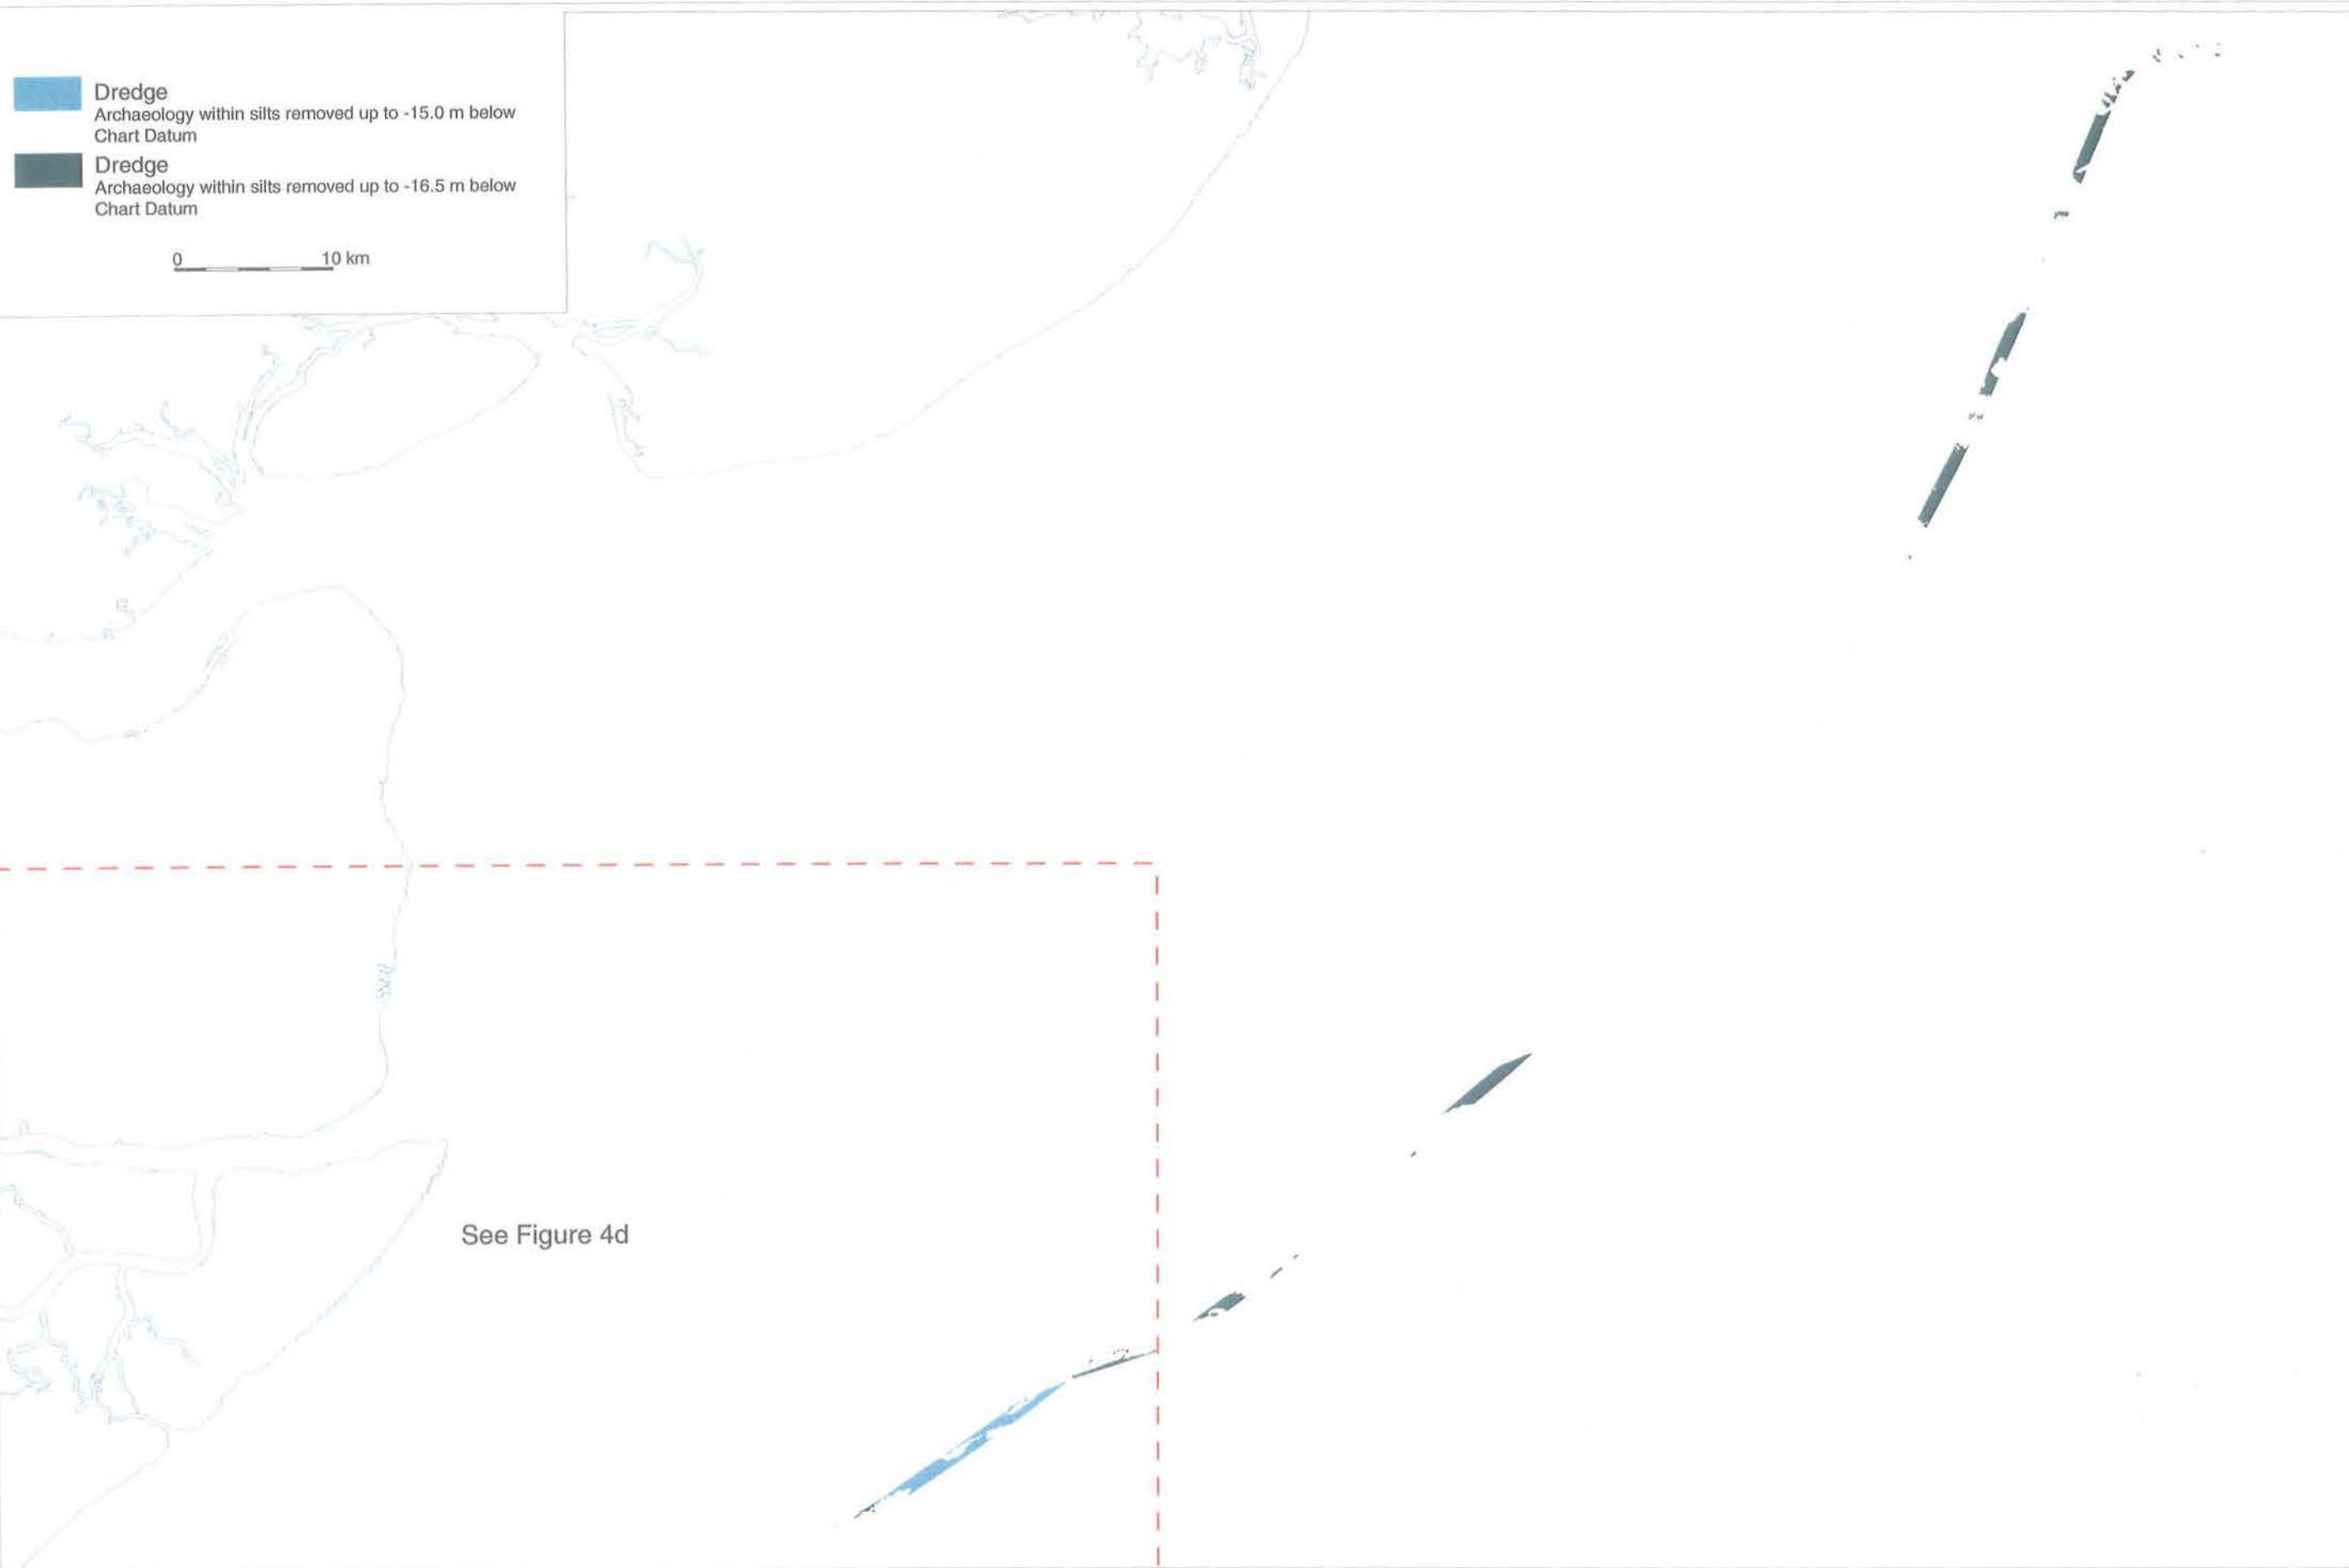 Dredge
Archaeology within silts removed up to -15.0 m below
Chart Datum
Dredge
Archaeology within silts removed up to -16.5 m below
Chart Datum
0 10 km
See Figure 4d